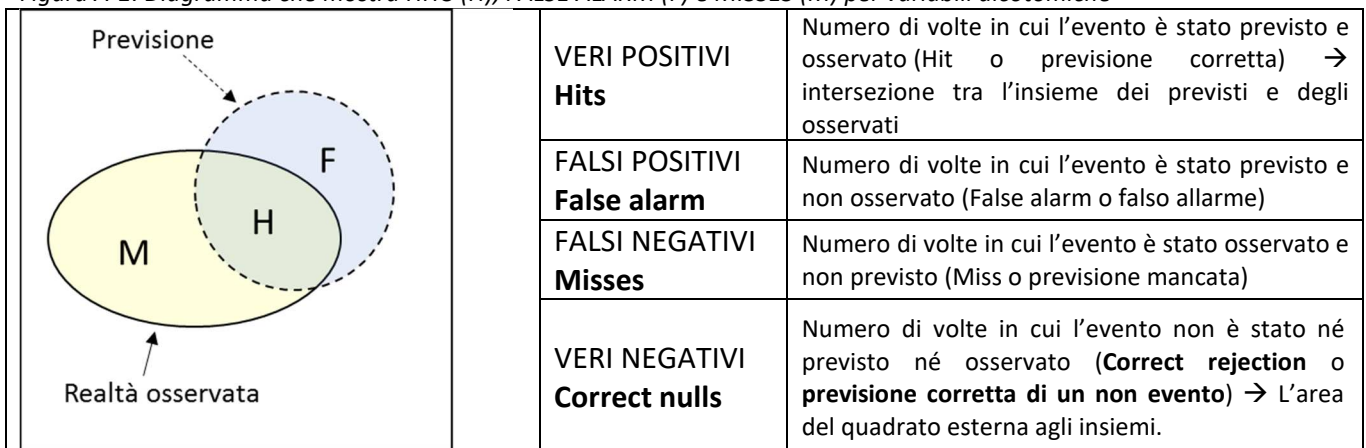 Previsione
F
H
M
Realtà osservata
VERI POSITIVI
Hits
Numero di volte in cui l’evento è stato previsto e
osservato (Hit o previsione corretta) →
intersezione tra l’insieme dei previsti e degli
osservati
FALSI POSITIVI
False alarm
Numero di volte in cui l’evento è stato previsto e
non osservato (False alarm o falso allarme)
FALSI NEGATIVI
Misses
Numero di volte in cui l’evento è stato osservato e
non previsto (Miss o previsione mancata)
VERI NEGATIVI
Correct nulls
Numero di volte in cui l’evento non è stato né
previsto né osservato (Correct rejection o
previsione corretta di un non evento) → L’area
del quadrato esterna agli insiemi.